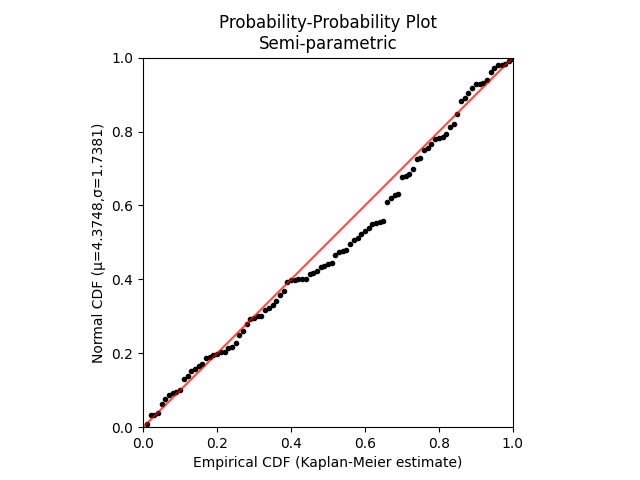 Probability-Probability Plot
Semi-parametric
1.0
0.8
0.6
0.4
0.2
0.0
Normal CDF (μ=4.3748,σ=1.7381)
0.0 0.2 0.4 0.6 0.8 1.0
Empirical CDF (Kaplan-Meier estimate)